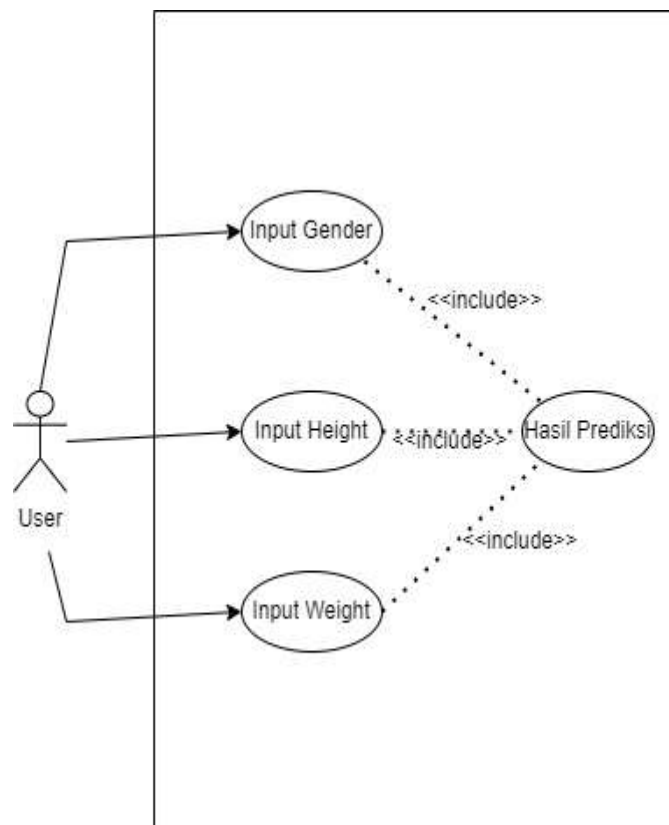 Input Gender
<<include>>
Input Height
<<include>>
Hasil Prediksi
User
<<include>>
Input Weight